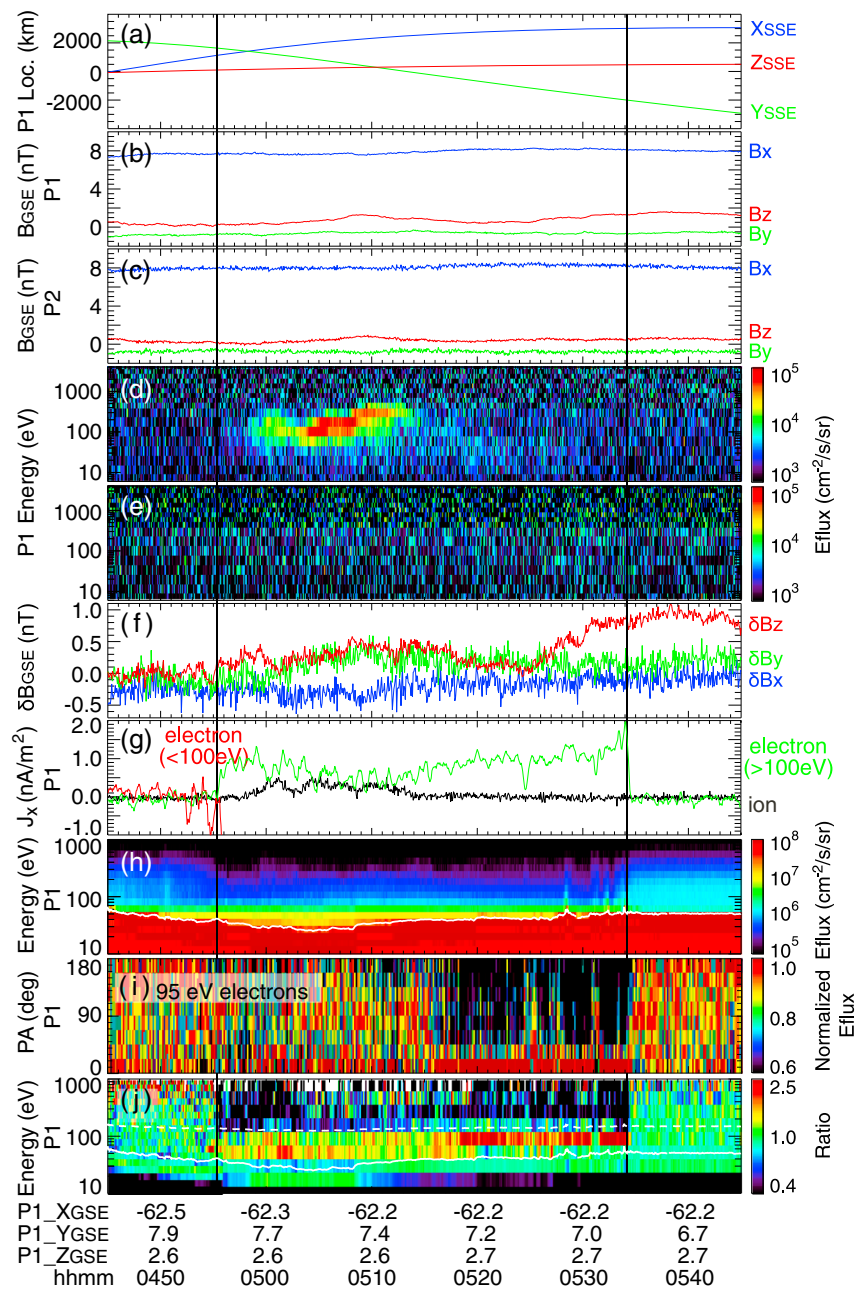 (a)
P1 Loc. (km)
2000
0
-2000
XSSE
ZSSE
YSSE
(b)
BGSE (nT)
P1
8
4
0
Bx
Bz
By
(c)
BGSE (nT)
P2
8
4
0
Bx
Bz
By
(d)
1000
100
10
10^5
10^4
10^3
P1 Energy (eV)
Eflux (cm^-2/s/sr)
(e)
1000
100
10
10^5
10^4
10^3
(f)
δBGSE (nT)
1.0
0.5
0.0
-0.5
δBz
δBy
δBx
(g)
JX (nA/m^2)
P1
2.0
1.0
0.0
-1.0
electron
(<100eV)
electron
(>100eV)
ion
(h)
Energy (eV)
P1
1000
100
10
10^8
10^7
10^6
10^5
Eflux (cm^-2/s/sr)
(i) 95 eV electrons
PA (deg)
P1
180
90
0
1.0
0.8
0.6
Normalized
Eflux
(j)
Energy (eV)
P1
1000
100
10
2.5
1.0
0.4
Ratio
P1_XGSE -62.5 -62.3 -62.2 -62.2 -62.2 -62.2
P1_YGSE 7.9 7.7 7.4 7.2 7.0 6.7
P1_ZGSE 2.6 2.6 2.6 2.7 2.7 2.7
hhmm 0450 0500 0510 0520 0530 0540